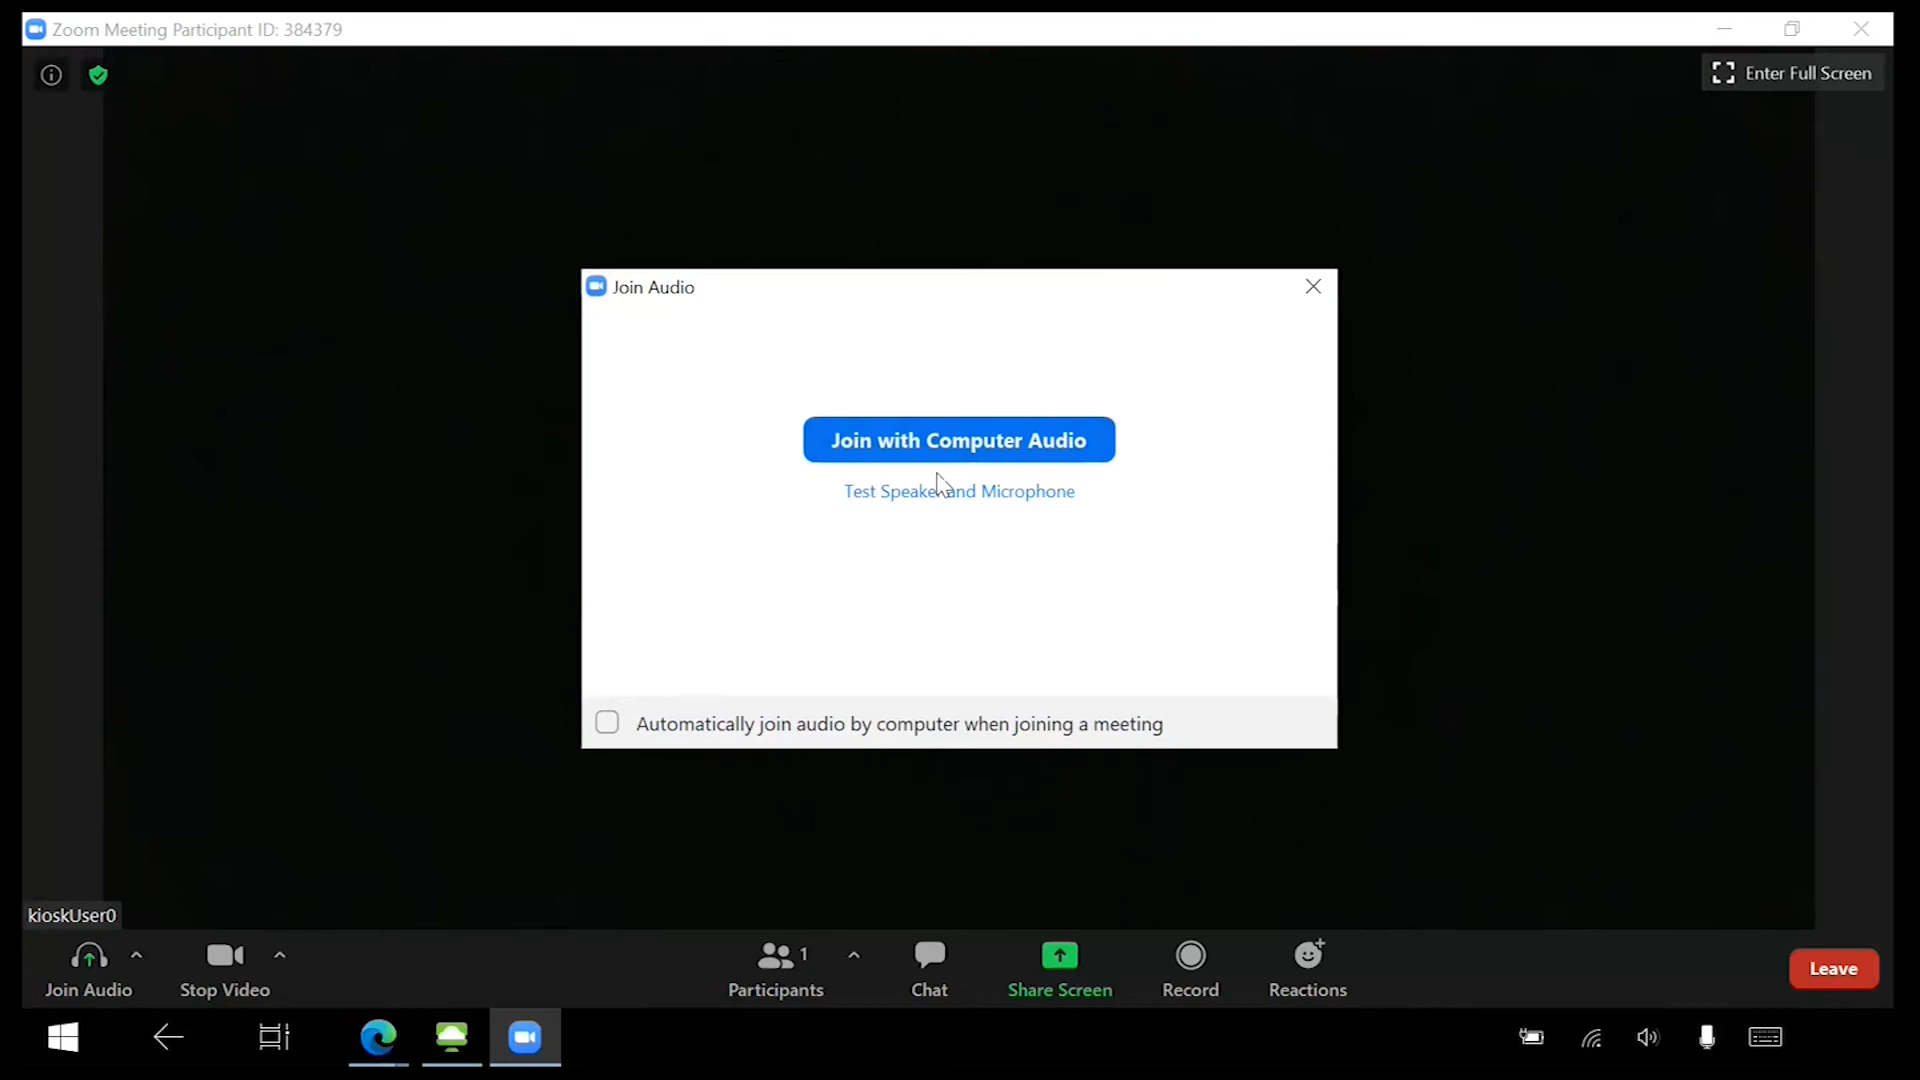 Zoom Meeting Participant ID: 384379
Enter Full Screen
Join Audio
Join with Computer Audio
Test Speaker and Microphone
Automatically join audio by computer when joining a meeting
kioskUser0
1
Join Audio
Stop Video
Participants
Chat
Share Screen
Record
Reactions
Leave